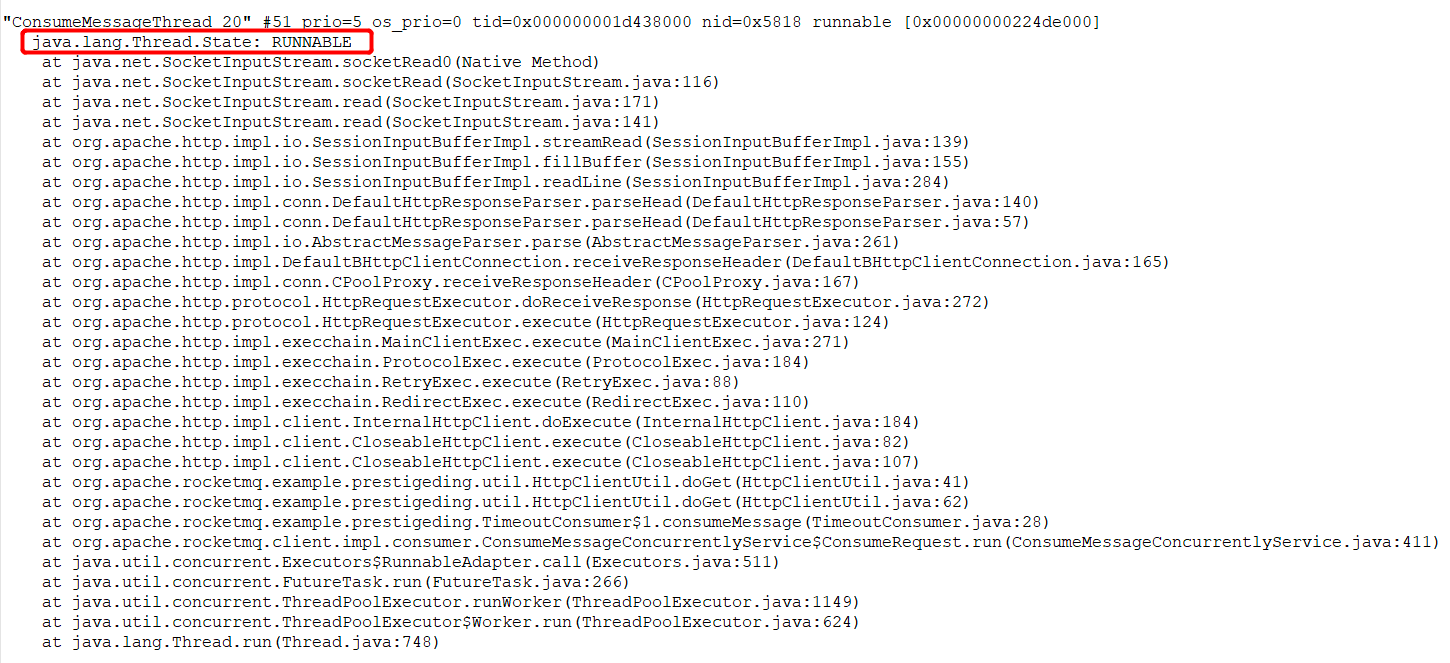 "ConsumeMessageThread_20" #51 prio=5 os_prio=0 tid=0x000000001d438000 nid=0x5818 runnable [0x00000000224de000]
java.lang.Thread.State: RUNNABLE
at java.net.SocketInputStream.socketRead0(Native Method)
at java.net.SocketInputStream.socketRead(SocketInputStream.java:116)
at java.net.SocketInputStream.read(SocketInputStream.java:171)
at java.net.SocketInputStream.read(SocketInputStream.java:141)
at org.apache.http.impl.io.SessionInputBufferImpl.streamRead(SessionInputBufferImpl.java:139)
at org.apache.http.impl.io.SessionInputBufferImpl.fillBuffer(SessionInputBufferImpl.java:155)
at org.apache.http.impl.io.SessionInputBufferImpl.readLine(SessionInputBufferImpl.java:284)
at org.apache.http.impl.conn.DefaultHttpResponseParser.parseHead(DefaultHttpResponseParser.java:140)
at org.apache.http.impl.conn.DefaultHttpResponseParser.parseHead(DefaultHttpResponseParser.java:57)
at org.apache.http.impl.io.AbstractMessageParser.parse(AbstractMessageParser.java:261)
at org.apache.http.impl.DefaultBHttpClientConnection.receiveResponseHeader(DefaultBHttpClientConnection.java:165)
at org.apache.http.impl.conn.CPoolProxy.receiveResponseHeader(CPoolProxy.java:167)
at org.apache.http.protocol.HttpRequestExecutor.doReceiveResponse(HttpRequestExecutor.java:272)
at org.apache.http.protocol.HttpRequestExecutor.execute(HttpRequestExecutor.java:124)
at org.apache.http.impl.execchain.MainClientExec.execute(MainClientExec.java:271)
at org.apache.http.impl.execchain.ProtocolExec.execute(ProtocolExec.java:184)
at org.apache.http.impl.execchain.RetryExec.execute(RetryExec.java:88)
at org.apache.http.impl.execchain.RedirectExec.execute(RedirectExec.java:110)
at org.apache.http.impl.client.InternalHttpClient.doExecute(InternalHttpClient.java:184)
at org.apache.http.impl.client.CloseableHttpClient.execute(CloseableHttpClient.java:82)
at org.apache.http.impl.client.CloseableHttpClient.execute(CloseableHttpClient.java:107)
at org.apache.rocketmq.example.prestigeding.util.HttpClientUtil.doGet(HttpClientUtil.java:41)
at org.apache.rocketmq.example.prestigeding.util.HttpClientUtil.doGet(HttpClientUtil.java:62)
at org.apache.rocketmq.example.prestigeding.TimeoutConsumer$1.consumeMessage(TimeoutConsumer.java:28)
at org.apache.rocketmq.client.impl.consumer.ConsumeMessageConcurrentlyService$ConsumeRequest.run(ConsumeMessageConcurrentlyService.java:411)
at java.util.concurrent.Executors$RunnableAdapter.call(Executors.java:511)
at java.util.concurrent.FutureTask.run(FutureTask.java:266)
at java.util.concurrent.ThreadPoolExecutor.runWorker(ThreadPoolExecutor.java:1149)
at java.util.concurrent.ThreadPoolExecutor$Worker.run(ThreadPoolExecutor.java:624)
at java.lang.Thread.run(Thread.java:748)